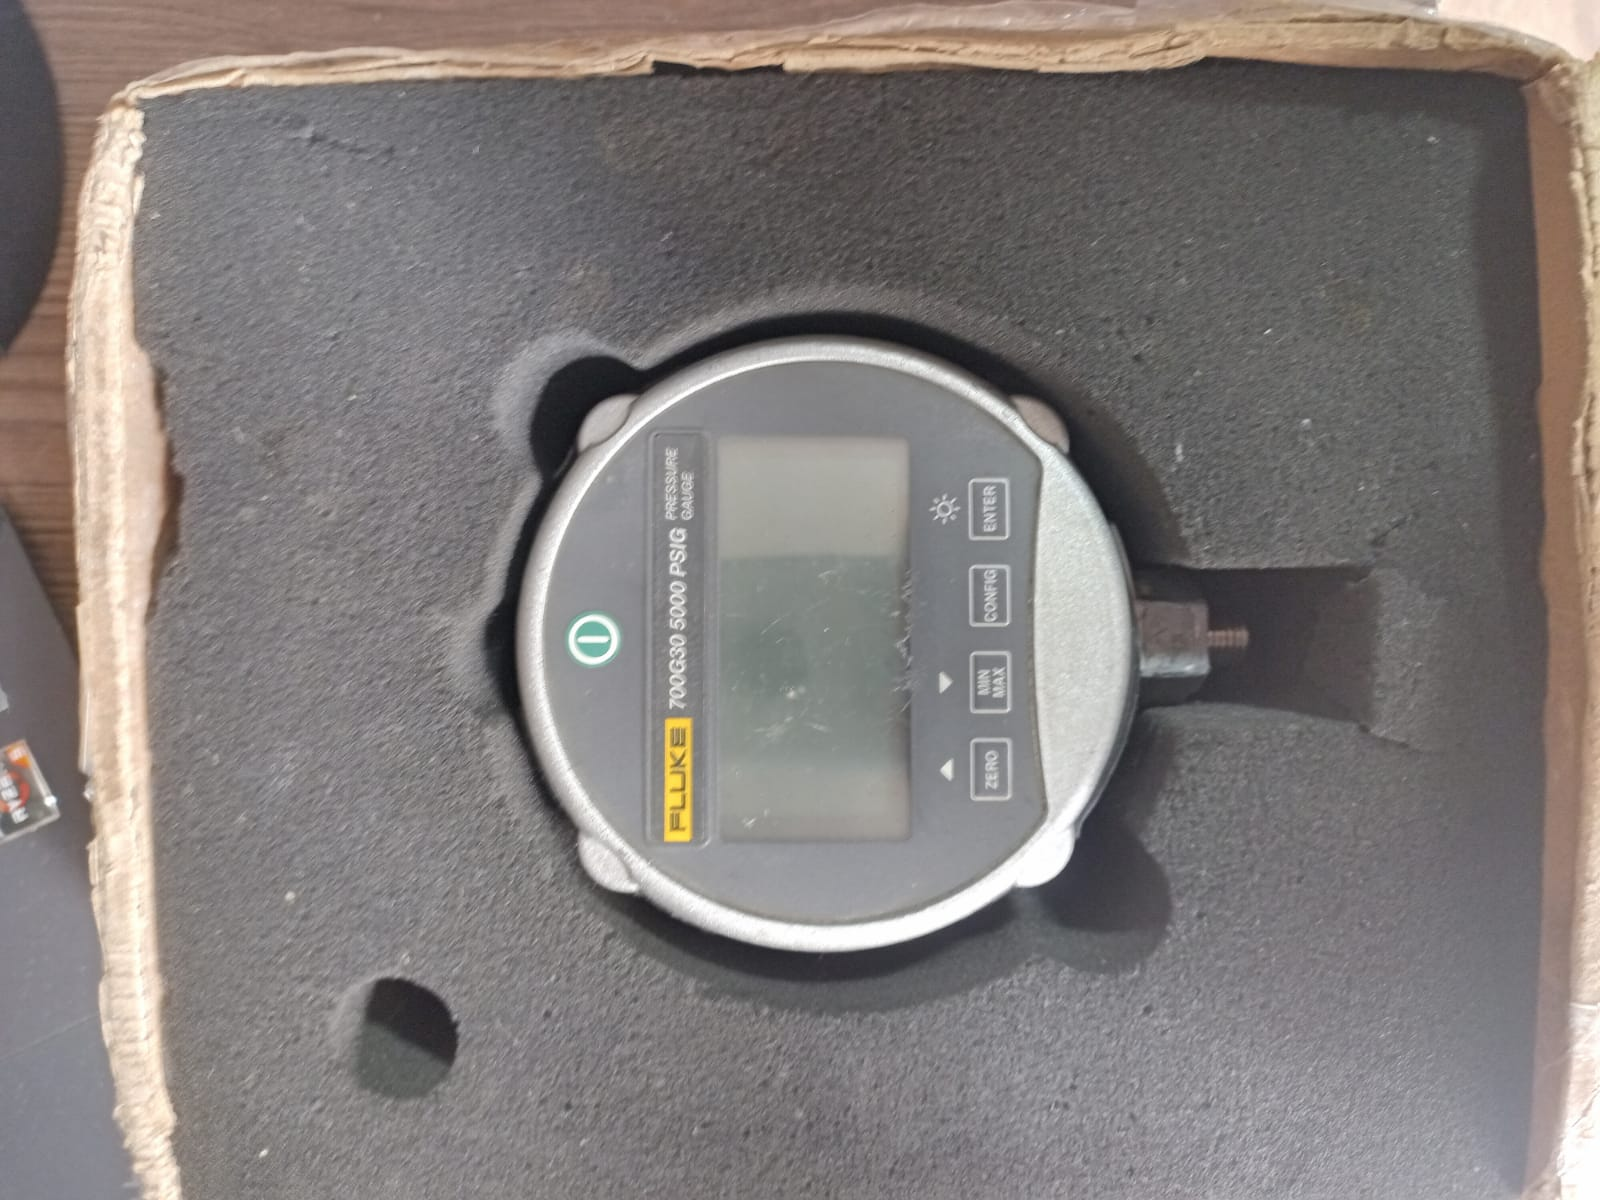 FLUKE 700G30 5000 PSIG PRESSURE GAUGE
ZERO
MIN MAX
CONFIG
ENTER